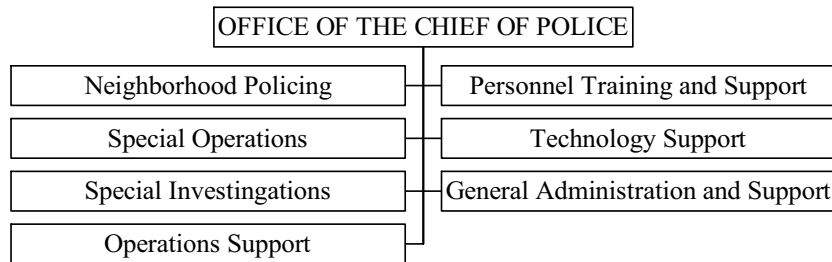 OFFICE OF THE CHIEF OF POLICE
Neighborhood Policing
Personnel Training and Support
Special Operations
Technology Support
Special Investingations
General Administration and Support
Operations Support